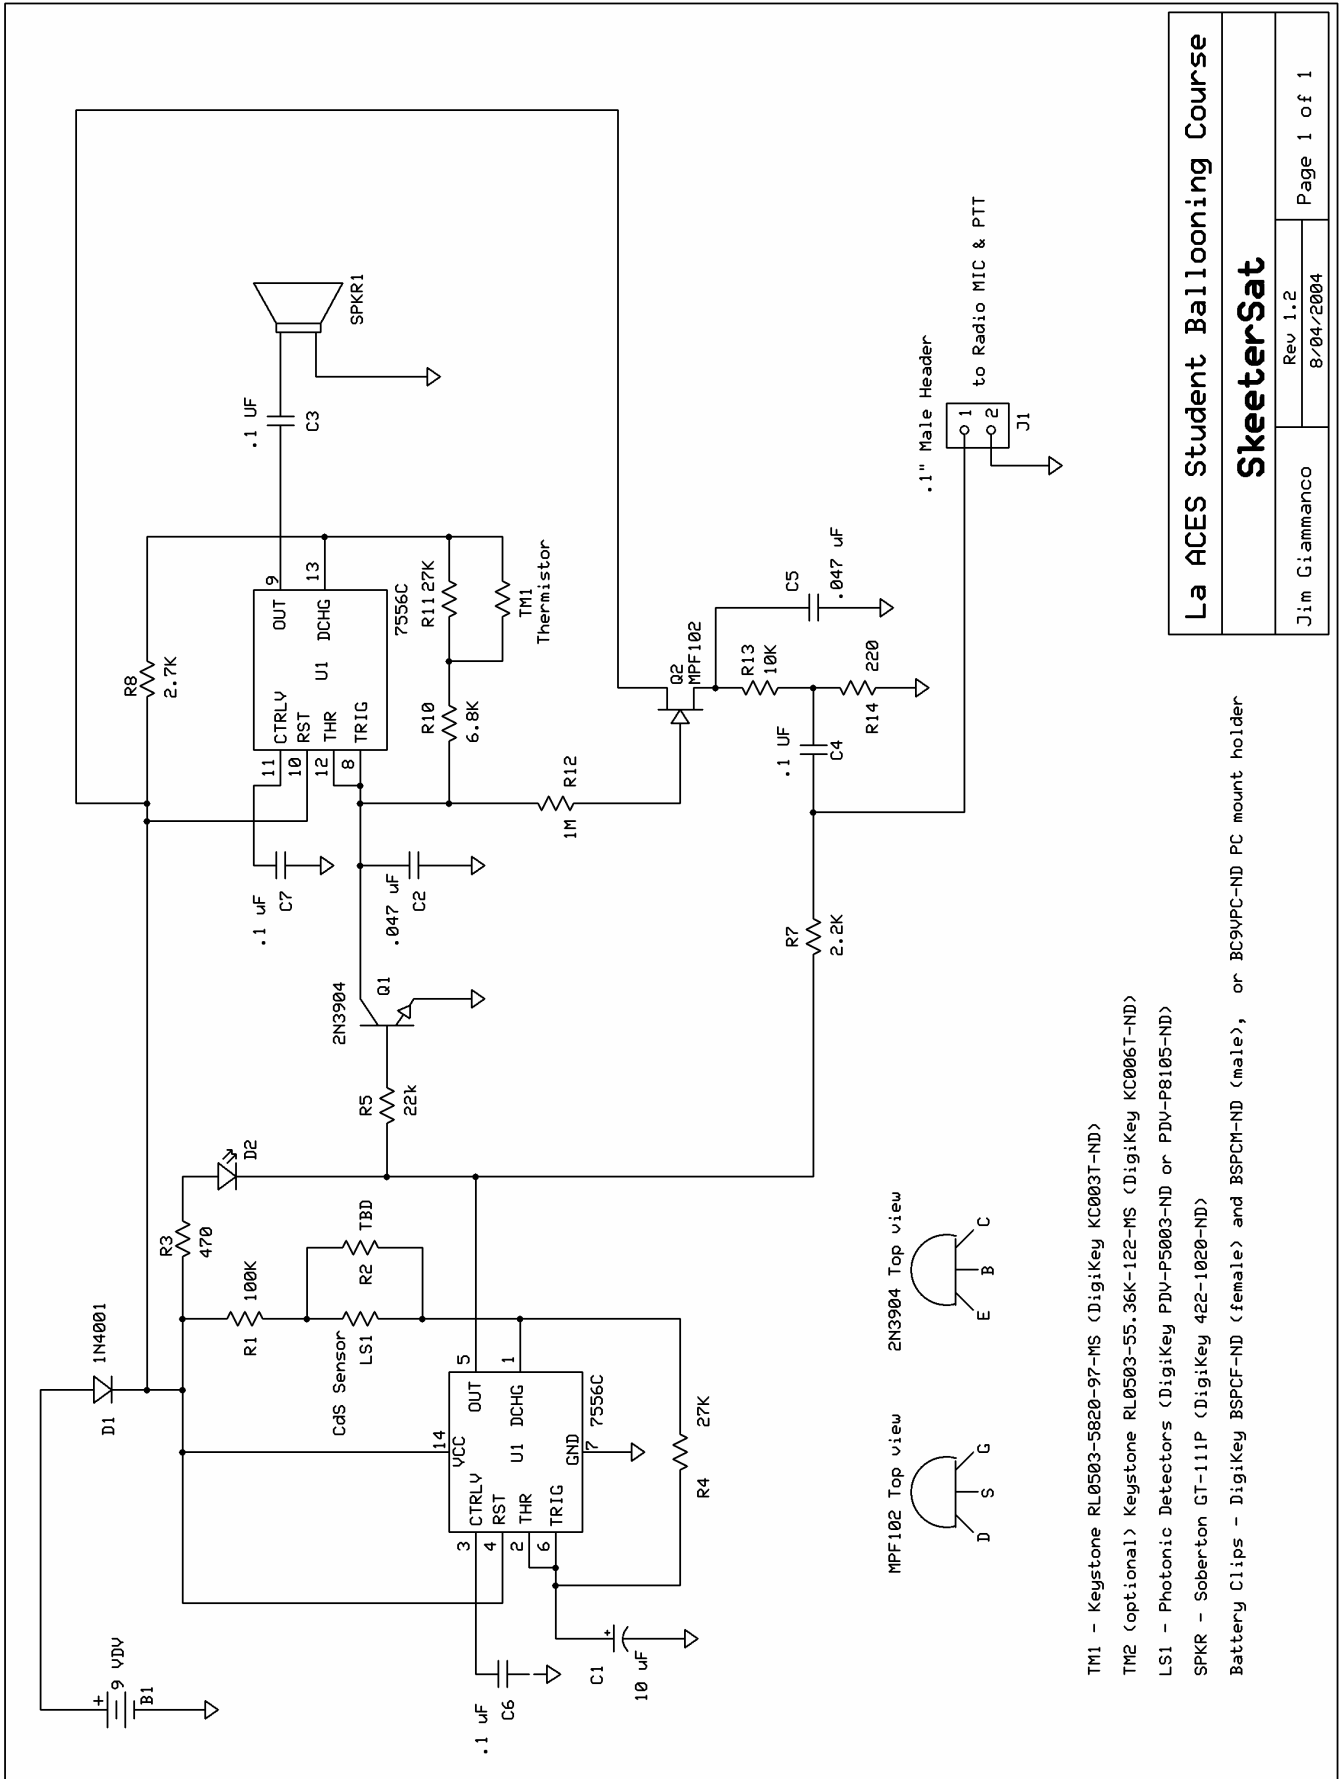 9 VDV
B1
D1
1N4001
R3
470
D2
R1
100K
CdS Sensor
LS1
R2
TBD
14
VCC
3
CTRLV
4
RST
2
THR
6
TRIG
U1
OUT
5
DCHG
1
GND
7
7556C
R4
27K
.1 uF
C6
C1
10 uF
R5
22k
2N3904
Q1
.1 uF
C7
.047 uF
C2
R8
2.7K
11
CTRLV
10
RST
12
THR
8
TRIG
U1
OUT
9
DCHG
13
7556C
.1 UF
C3
SPKR1
R10
6.8K
R11
27K
TM1
Thermistor
1M
R12
Q2
MPF102
R13
10K
R14
220
C5
.047 uF
.1 UF
C4
R7
2.2K
.1" Male Header
1
2
J1
to Radio MIC & PTT
MPF102 Top view
D
S
G
2N3904 Top view
E
B
C
TM1 - Keystone RL0503-5820-97-MS (DigiKey KC003T-ND)
TM2 (optional) Keystone RL0503-55.36K-122-MS (DigiKey KC006T-ND)
LS1 - Photonic Detectors (DigiKey PDV-P5003-ND or PDV-P8105-ND)
SPKR - Soberton GT-111P (DigiKey 422-1020-ND)
Battery Clips - DigiKey BSPCF-ND (female) and BSPCM-ND (male), or BC9VPC-ND PC mount holder
La ACES Student Ballooning Course
SkeeterSat
Jim Giammanco
Rev 1.2
8/04/2004
Page 1 of 1